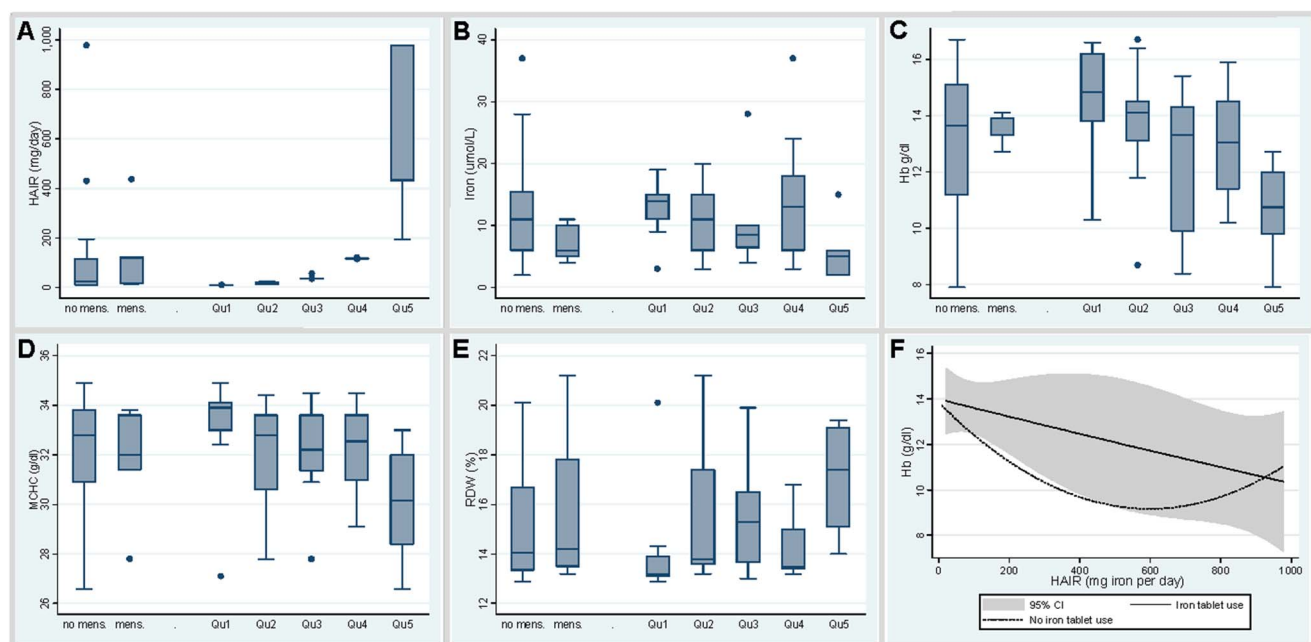 A
1,000
800
600
400
200
0
HAIR (mg/day)
no mens. mens. . Qu1 Qu2 Qu3 Qu4 Qu5
B
40
30
20
10
0
Iron (umol/L)
no mens. mens. . Qu1 Qu2 Qu3 Qu4 Qu5
C
16
14
12
10
8
Hb g/dl
no mens. mens. . Qu1 Qu2 Qu3 Qu4 Qu5
D
36
34
32
30
28
26
MCHC (g/dl)
no mens. mens. . Qu1 Qu2 Qu3 Qu4 Qu5
E
22
20
18
16
14
12
RDW (%)
no mens. mens. . Qu1 Qu2 Qu3 Qu4 Qu5
F
16
14
12
10
8
Hb (g/dl)
0 200 400 600 800 1000
HAIR (mg iron per day)
95% CI Iron tablet use
No iron tablet use